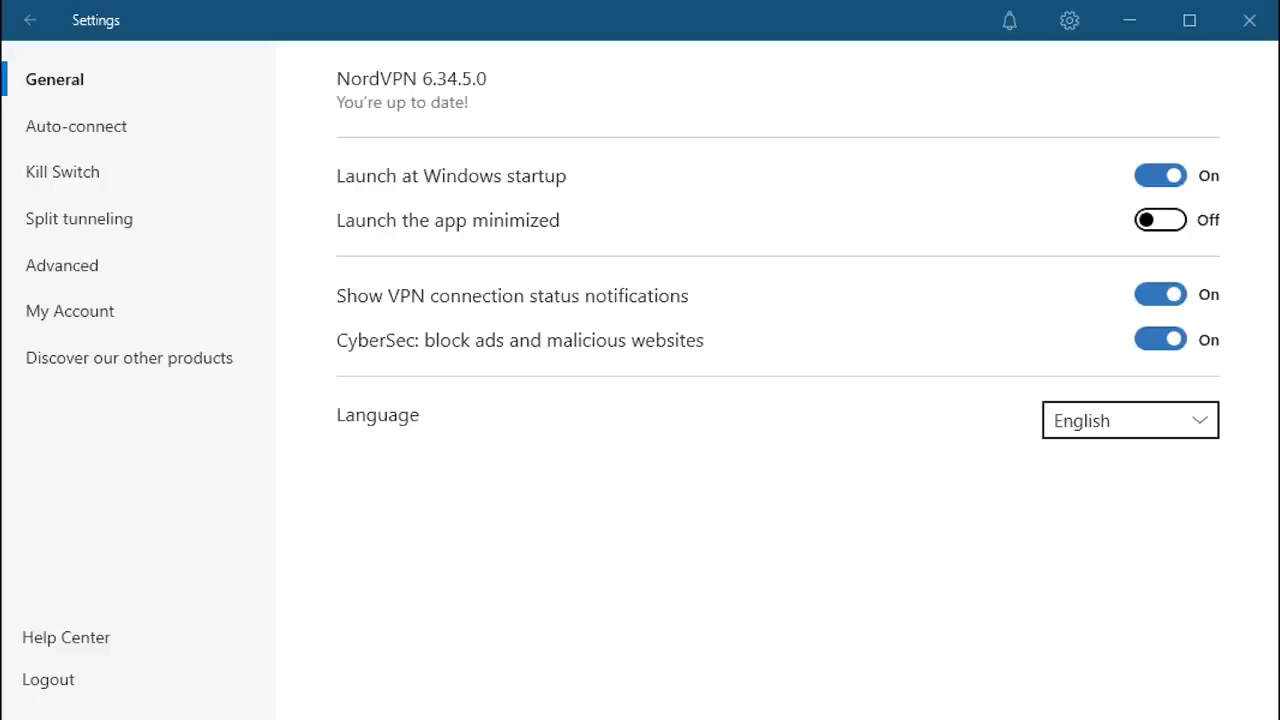 Settings
General
Auto-connect
Kill Switch
Split tunneling
Advanced
My Account
Discover our other products
Help Center
Logout
NordVPN 6.34.5.0
You're up to date!
Launch at Windows startup On
Launch the app minimized Off
Show VPN connection status notifications On
CyberSec: block ads and malicious websites On
Language English